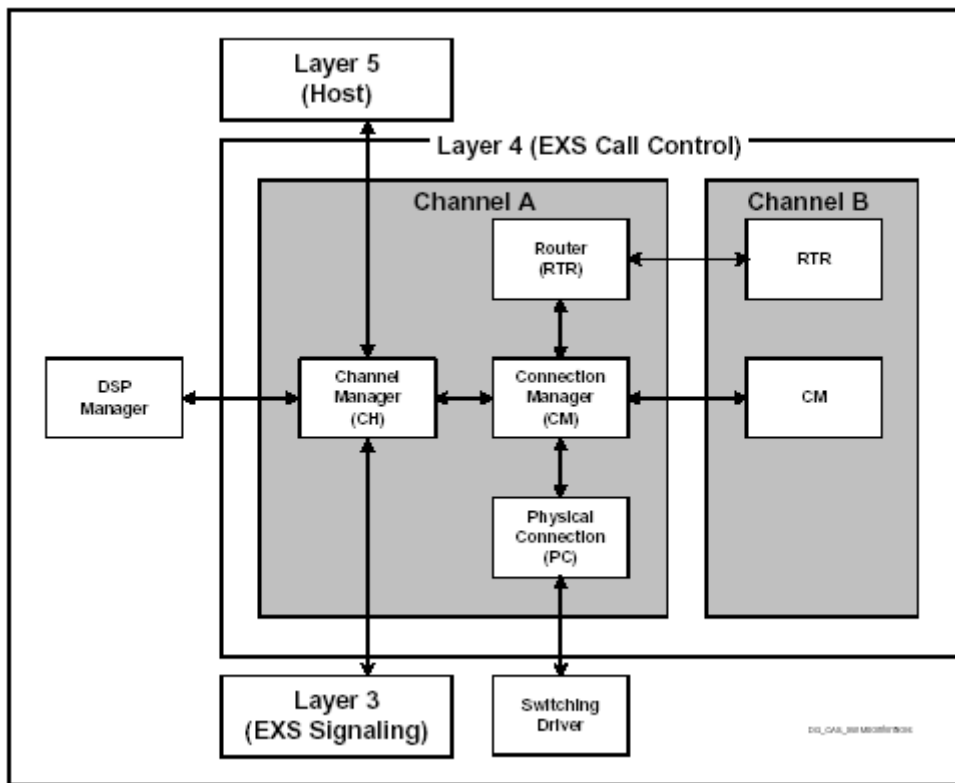 Layer 5
(Host)
Layer 4 (EXS Call Control)
Channel A
Channel B
Router
(RTR)
RTR
DSP
Manager
Channel
Manager
(CH)
Connection
Manager
(CM)
CM
Physical
Connection
(PC)
Layer 3
(EXS Signaling)
Switching
Driver